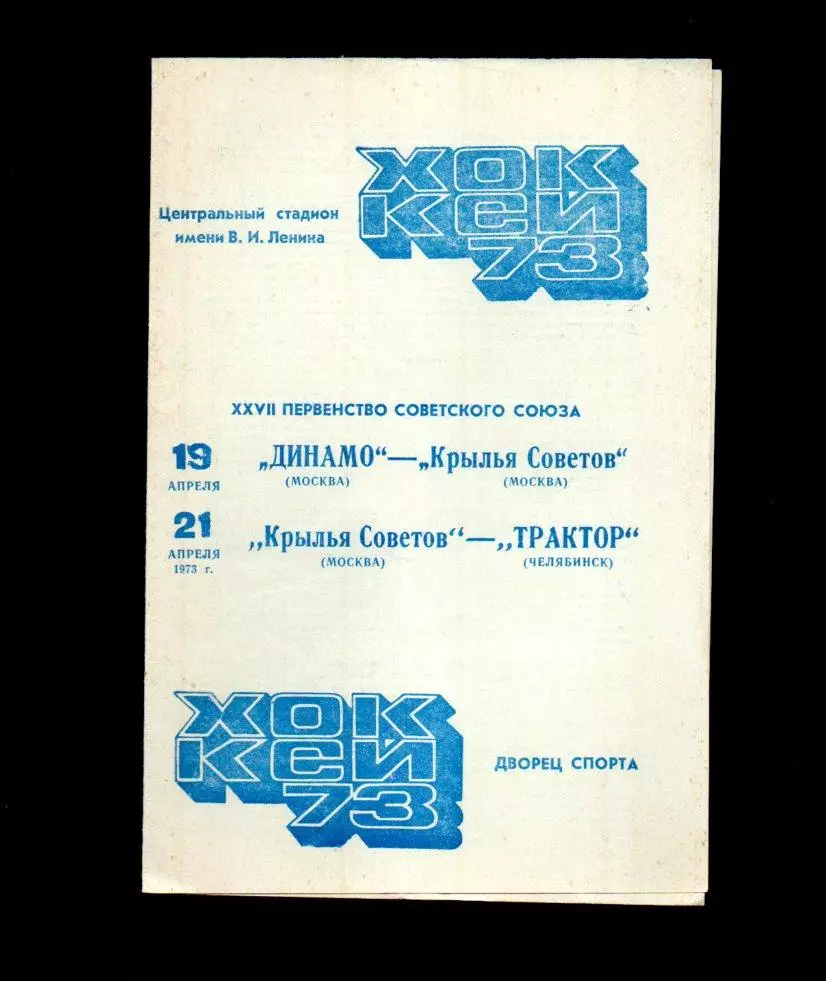 ХОК
КЕЙ
73
Центральный стадион
имени В. И. Ленина
XXVII ПЕРВЕНСТВО СОВЕТСКОГО СОЮЗА
19 „ДИНАМО“—„Крылья Советов“
АПРЕЛЯ (МОСКВА) (МОСКВА)
21 „Крылья Советов“—„ТРАКТОР“
АПРЕЛЯ (МОСКВА) (ЧЕЛЯБИНСК)
1973 г.
ХОК
КЕЙ
73
ДВОРЕЦ СПОРТА